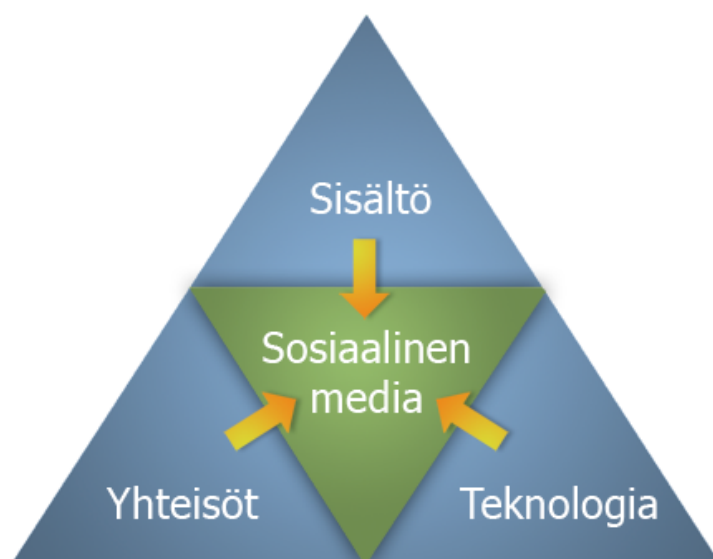 Sisältö
Sosiaalinen
media
Yhteisöt
Teknologia